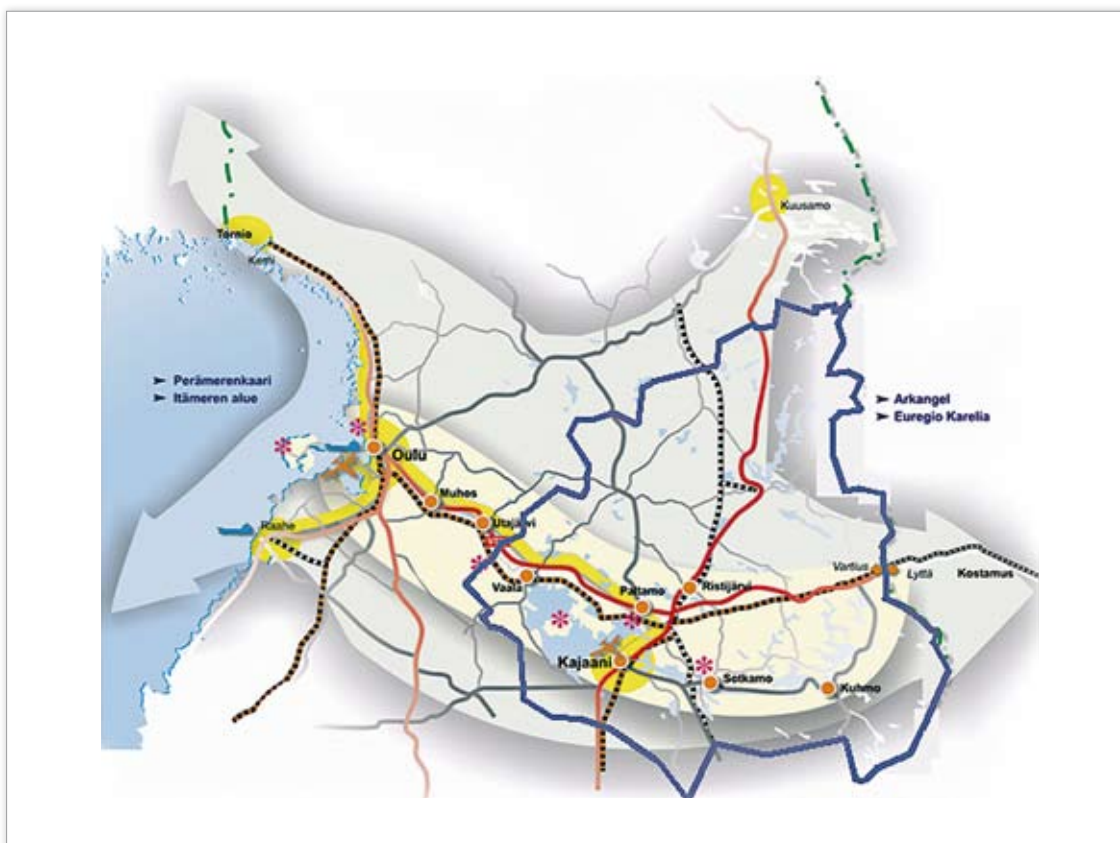 Kuusamo
Tornio
Kemi
➤ Perämerenkaari
➤ Itämeren alue
➤ Arkangel
➤ Euregio Karelia
Oulu
Muhos
Raahe
Utajärvi
Vaala
Paltamo
Ristijärvi
Vartius
Lyttä
Kostamus
Kajaani
Sotkamo
Kuhmo